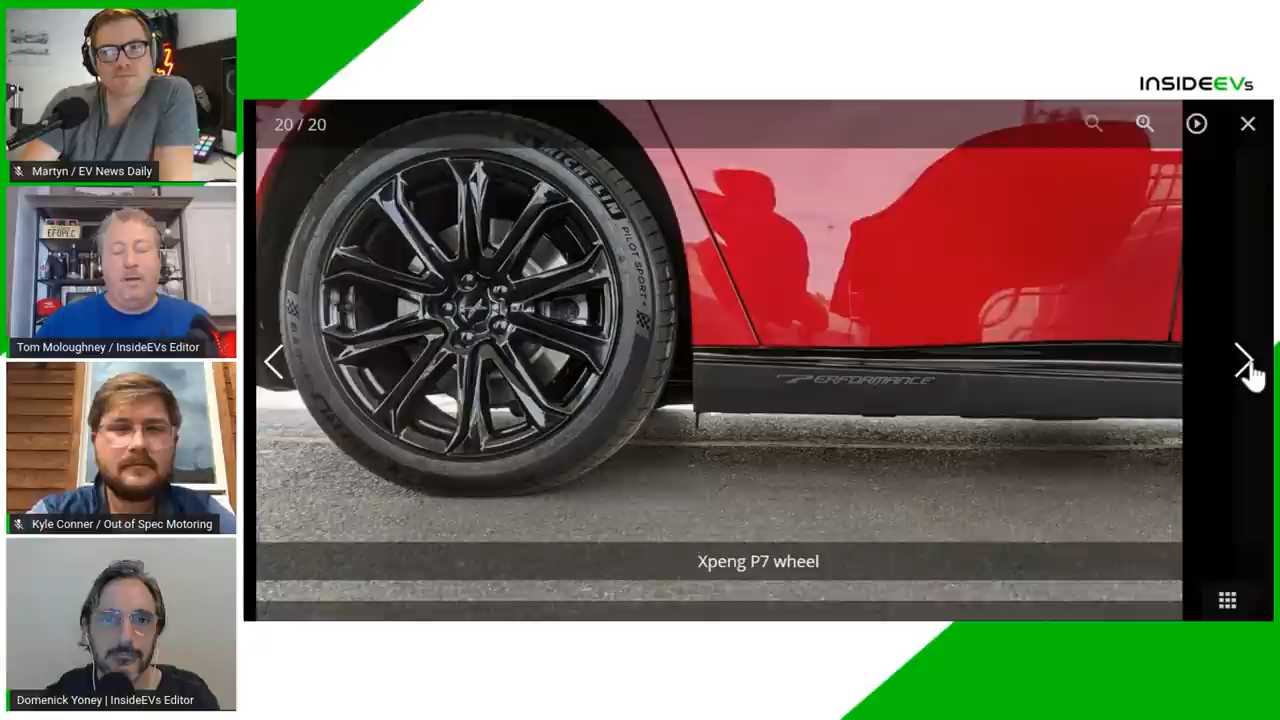 INSIDEEVs
20 / 20
Martyn / EV News Daily
EFOPEC
Tom Moloughney / InsideEVs Editor
Kyle Conner / Out of Spec Motoring
Domenick Yoney | InsideEVs Editor
MICHELIN
PILOT SPORT
PERFORMANCE
Xpeng P7 wheel